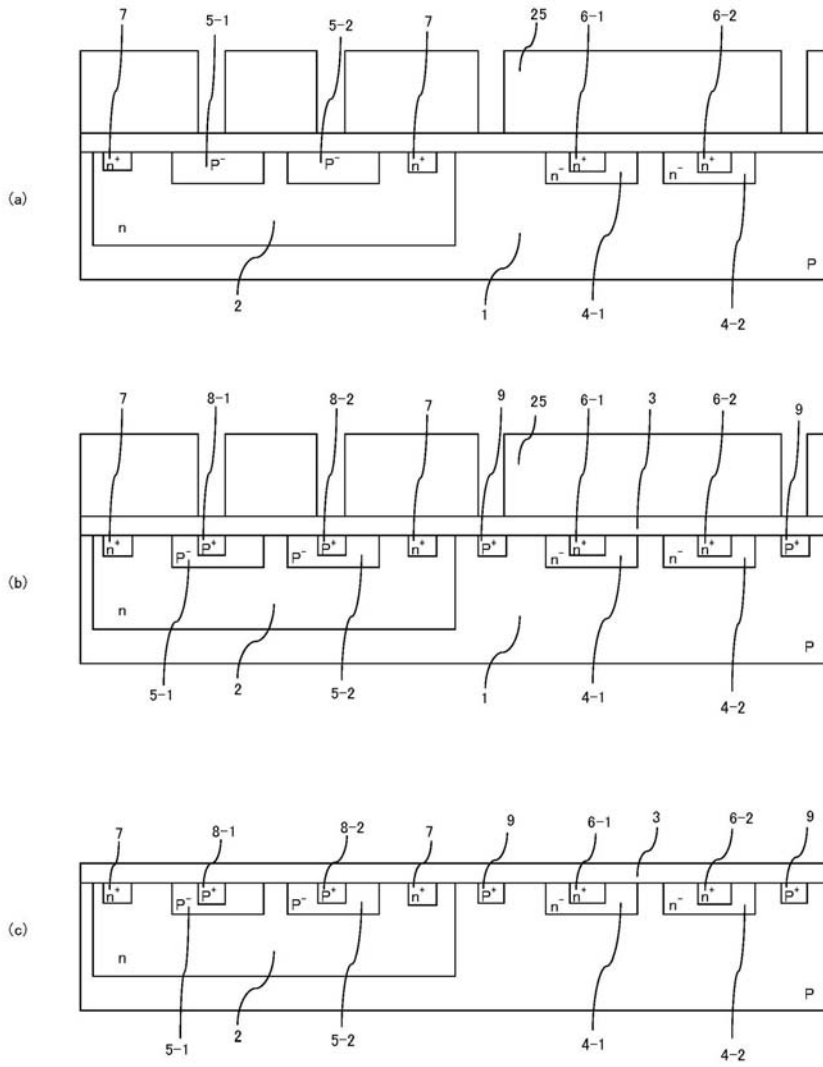 7 5-1 5-2 7 25 6-1 6-2
n⁺ P⁻ P⁻ n⁺ n⁻ n⁺ n⁻ n⁺
(a)
n
P
2 1 4-1 4-2
7 8-1 8-2 7 9 25 6-1 3 6-2 9
n⁺ P⁻ P⁺ P⁻ P⁺ n⁺ P⁺ n⁻ n⁺ n⁻ n⁺ P⁺
(b)
n
P
5-1 2 5-2 1 4-1 4-2
7 8-1 8-2 7 9 6-1 3 6-2 9
n⁺ P⁻ P⁺ P⁻ P⁺ n⁺ P⁺ n⁻ n⁺ n⁻ n⁺ P⁺
(c)
n
P
5-1 2 5-2 4-1 4-2